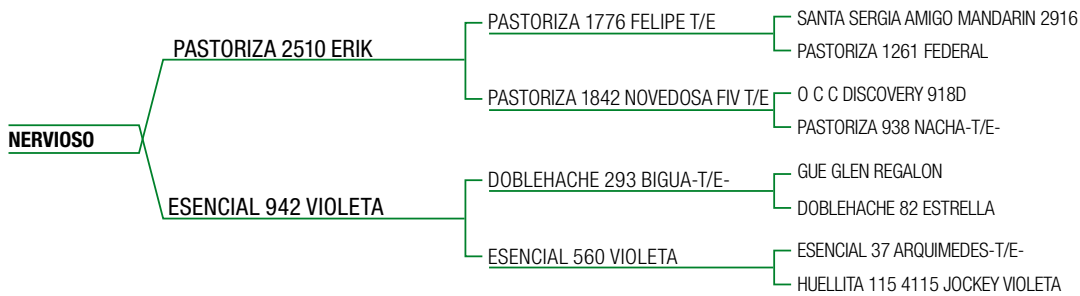 NERVIOSO
PASTORIZA 2510 ERIK
ESENCIAL 942 VIOLETA
PASTORIZA 1776 FELIPE T/E
PASTORIZA 1842 NOVEDOSA FIV T/E
DOBLEHACHE 293 BIGUA-T/E-
ESENCIAL 560 VIOLETA
SANTA SERGIA AMIGO MANDARIN 2916
PASTORIZA 1261 FEDERAL
O C C DISCOVERY 918D
PASTORIZA 938 NACHA-T/E-
GUE GLEN REGALON
DOBLEHACHE 82 ESTRELLA
ESENCIAL 37 ARQUIMEDES-T/E-
HUELLITA 115 4115 JOCKEY VIOLETA